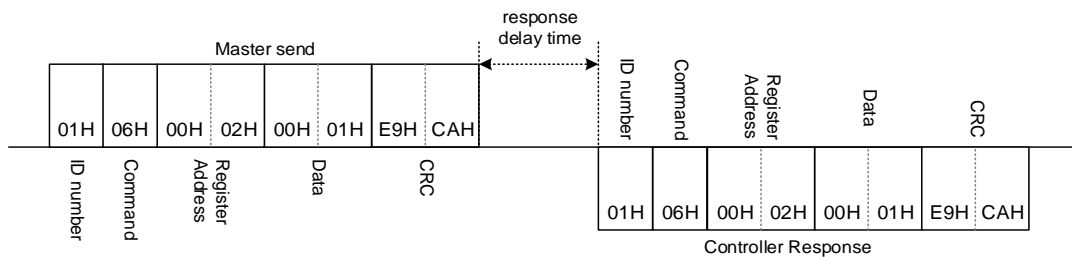 response
delay time
Master send
01H 06H 00H 02H 00H 01H E9H CAH
ID number
Command
Register
Address
Data
CRC
ID number
Command
Register
Address
Data
CRC
01H 06H 00H 02H 00H 01H E9H CAH
Controller Response